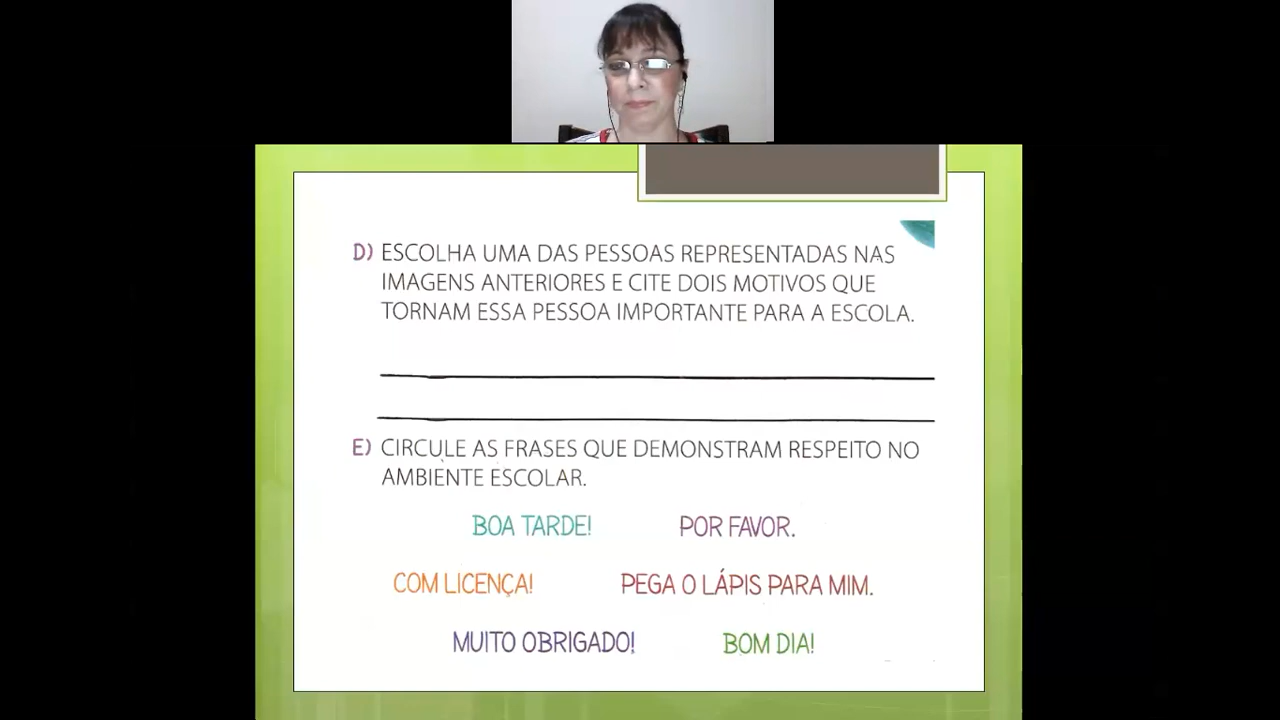 D) ESCOLHA UMA DAS PESSOAS REPRESENTADAS NAS
IMAGENS ANTERIORES E CITE DOIS MOTIVOS QUE
TORNAM ESSA PESSOA IMPORTANTE PARA A ESCOLA.
E) CIRCULE AS FRASES QUE DEMONSTRAM RESPEITO NO
AMBIENTE ESCOLAR.
BOA TARDE! POR FAVOR.
COM LICENÇA! PEGA O LÁPIS PARA MIM.
MUITO OBRIGADO! BOM DIA!